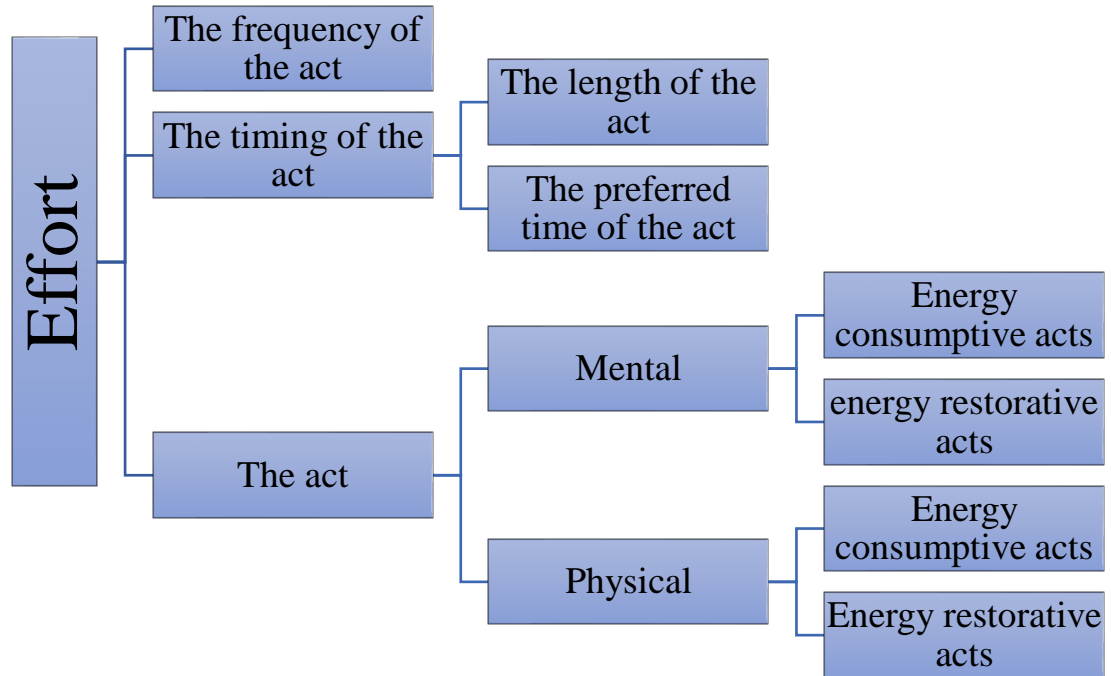 Effort
The frequency of
the act
The timing of the
act
The length of the
act
The preferred
time of the act
The act
Mental
Energy
consumptive acts
energy restorative
acts
Physical
Energy
consumptive acts
Energy restorative
acts